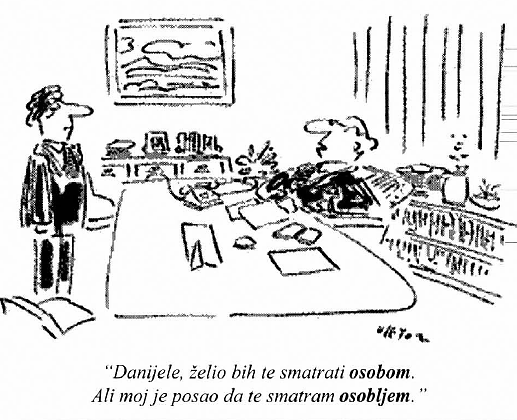 “Danijele, želio bih te smatrati osobom.
Ali moj je posao da te smatram osobljem.”